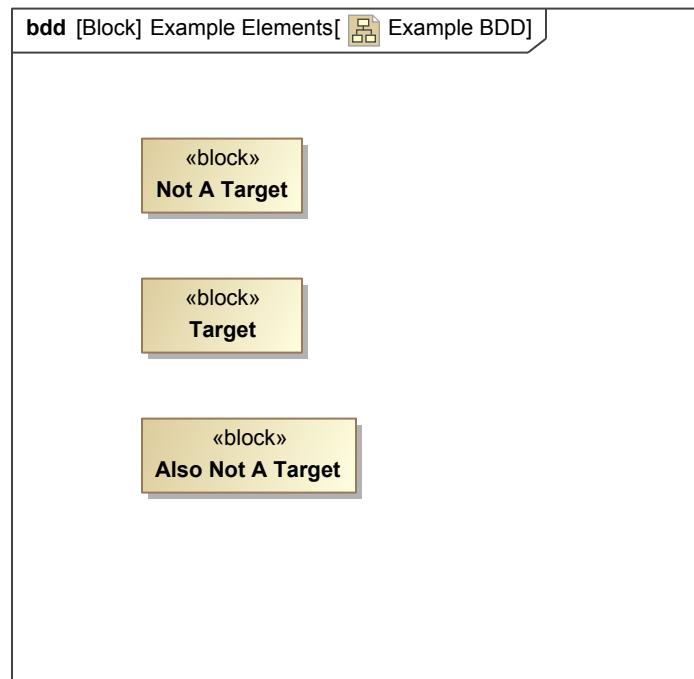 bdd [Block] Example Elements[ Example BDD]
«block»
Not A Target
«block»
Target
«block»
Also Not A Target